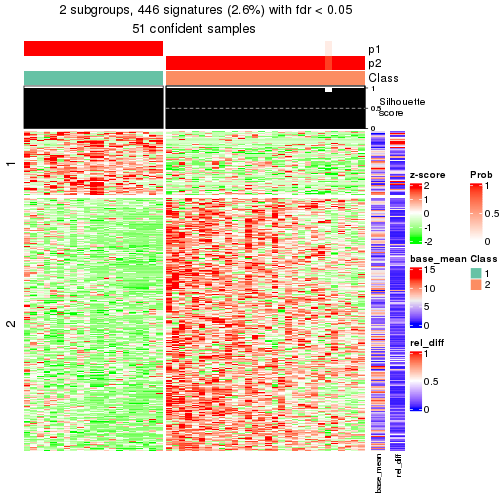 2 subgroups, 446 signatures (2.6%) with fdr < 0.05
51 confident samples
p1
p2
Class
1
0.5
0
Silhouette
score
1
2
z-score
2
1
0
-1
-2
Prob
1
0.5
0
base_mean
15
10
5
0
Class
1
2
rel_diff
1
0.5
0
base_mean
rel_diff